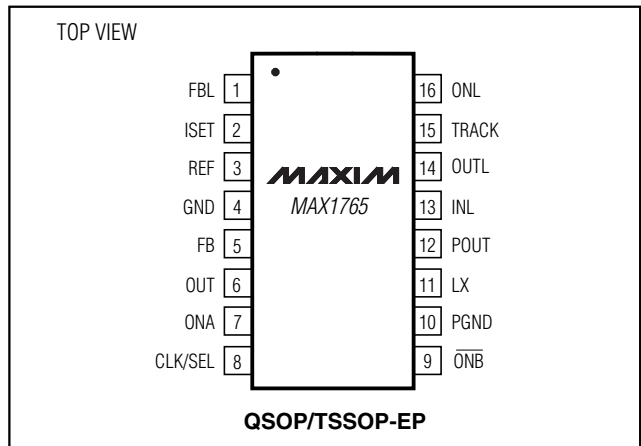 TOP VIEW
FBL 1 16 ONL
ISET 2 15 TRACK
REF 3 14 OUTL
MAXIM
GND 4 MAX1765 13 INL
FB 5 12 POUT
OUT 6 11 LX
ONA 7 10 PGND
CLK/SEL 8 9 O̅N̅B̅
QSOP/TSSOP-EP